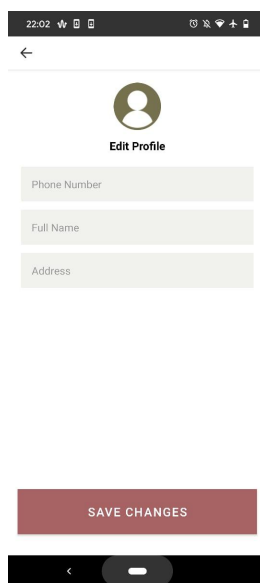 22:02
Edit Profile
Phone Number
Full Name
Address
SAVE CHANGES